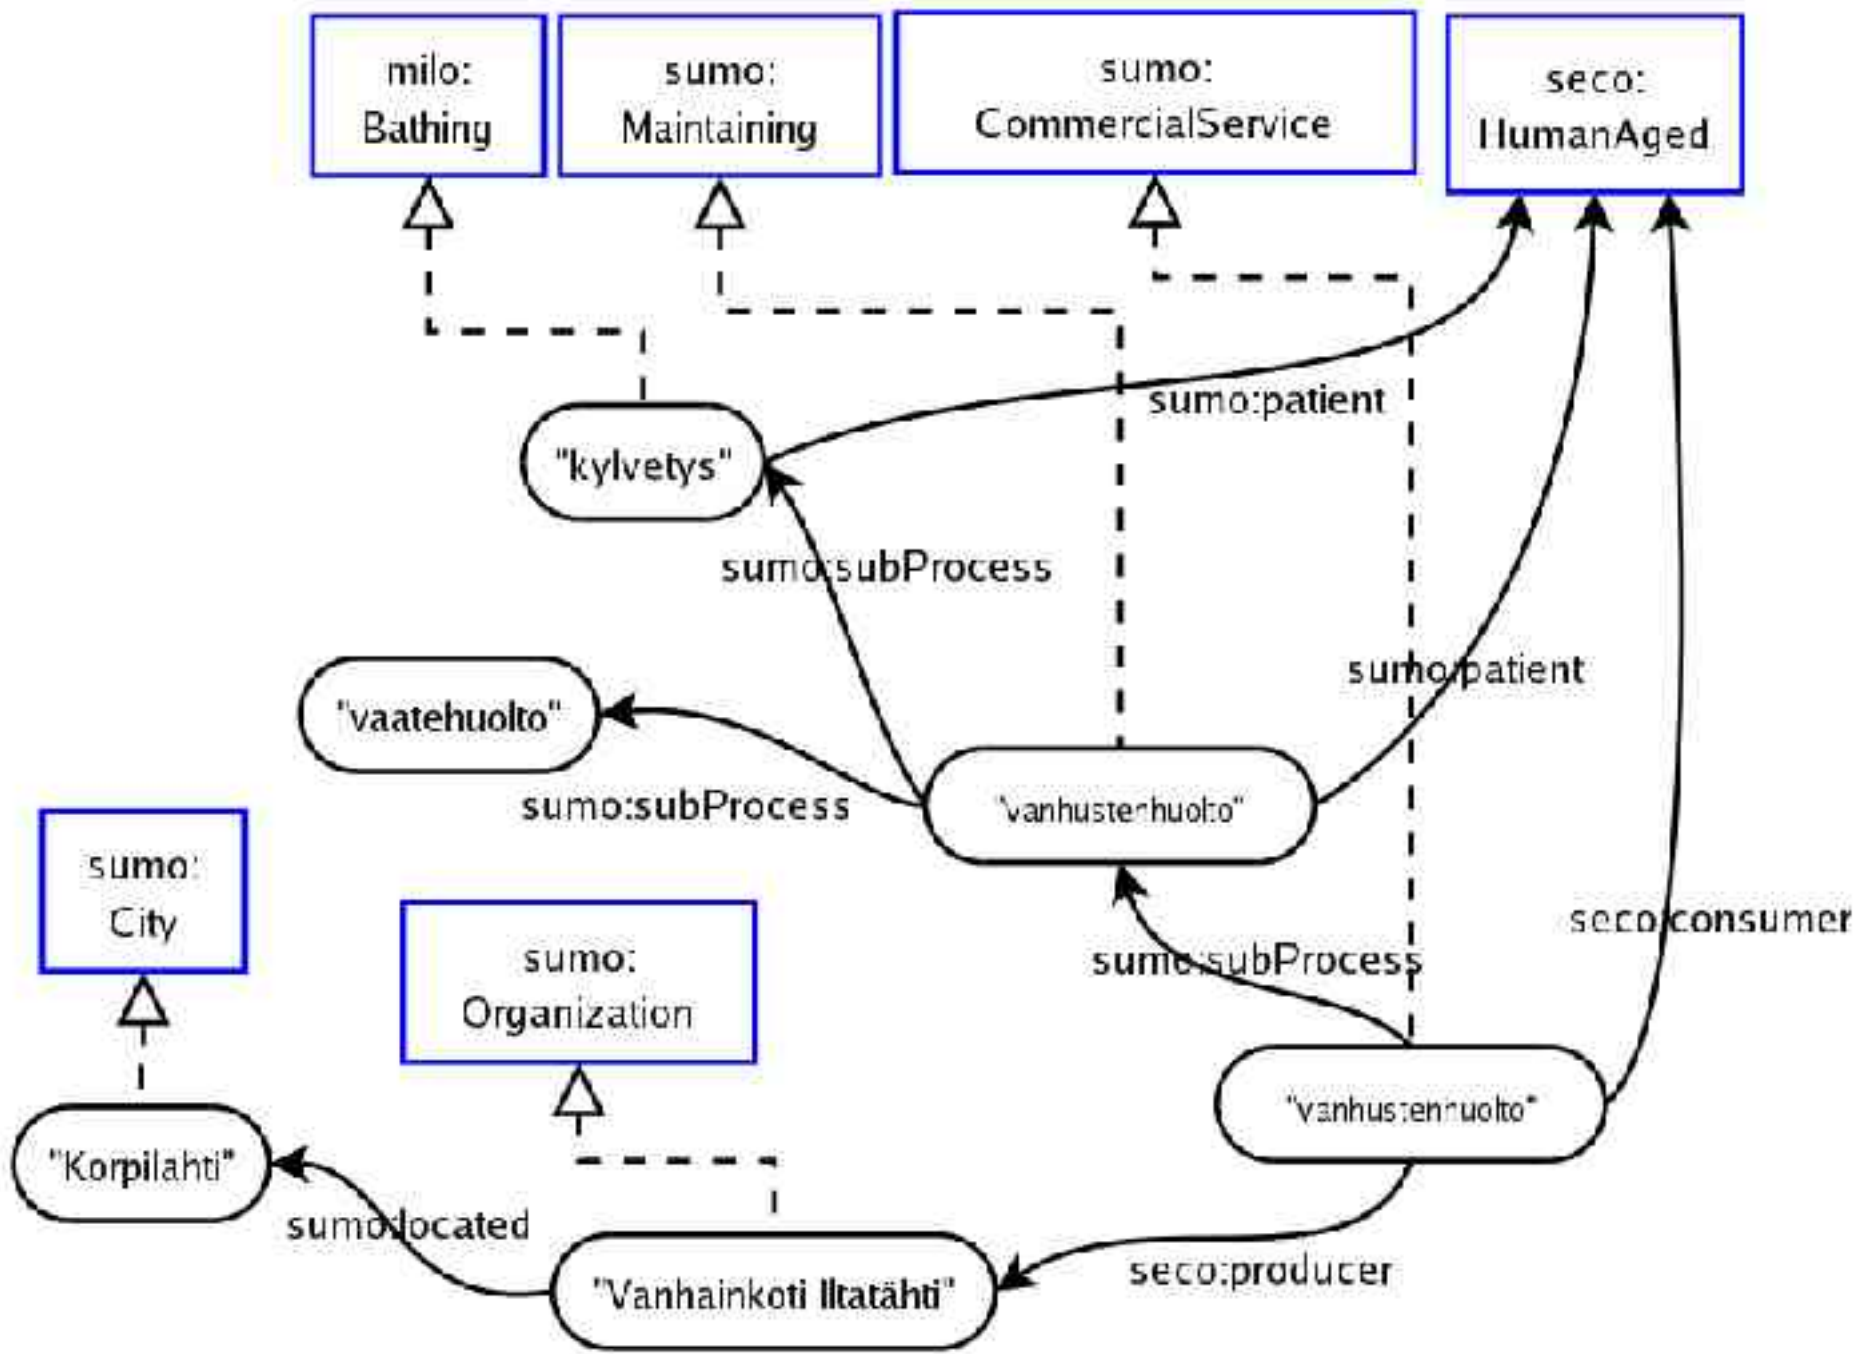 milo:
Bathing
sumo:
Maintaining
sumo:
CommercialService
seco:
HumanAged
sumo:patient
"kylvetys"
sumo:subProcess
sumo:patient
"vaatehuolto"
sumo:subProcess
"vanhustenhuolto"
sumo:
City
sumo:
Organization
seco:consumer
sumo:subProcess
"vanhustenhuolto"
"Korpilahti"
sumo:located
"Vanhainkoti Iltatähti"
seco:producer